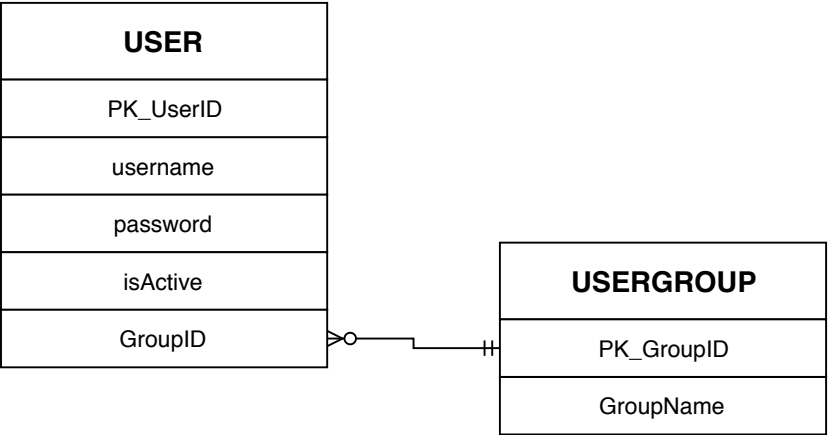 USER
PK_UserID
username
password
isActive
GroupID
USERGROUP
PK_GroupID
GroupName